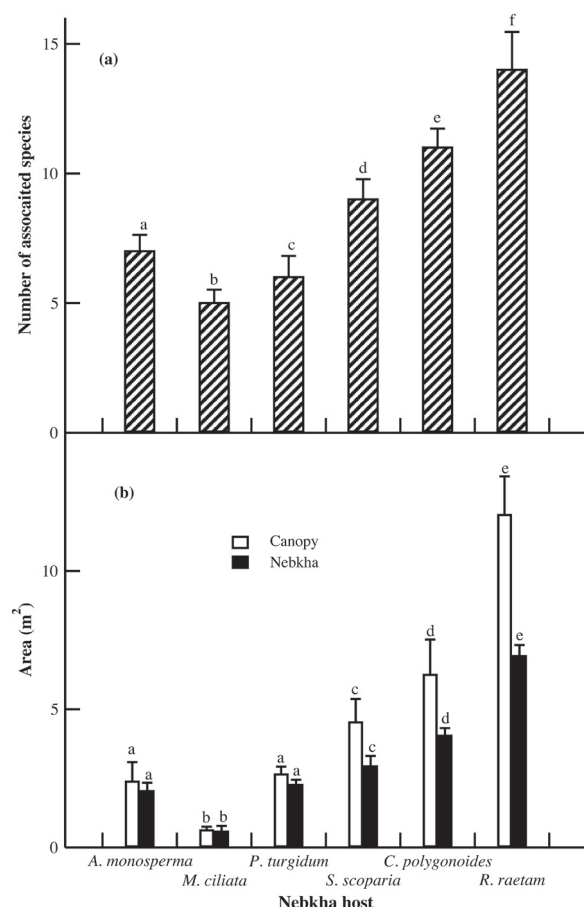 15
(a)
f
e
d
10
Number of assocaited species
a
c
b
5
0
(b)
e
Canopy
Nebkha
10
Area (m²)
d
e
c
5
d
c
a
a
a
a
b
b
0
A. monosperma
P. turgidum
C. polygonoides
M. ciliata
S. scoparia
R. raetam
Nebkha host